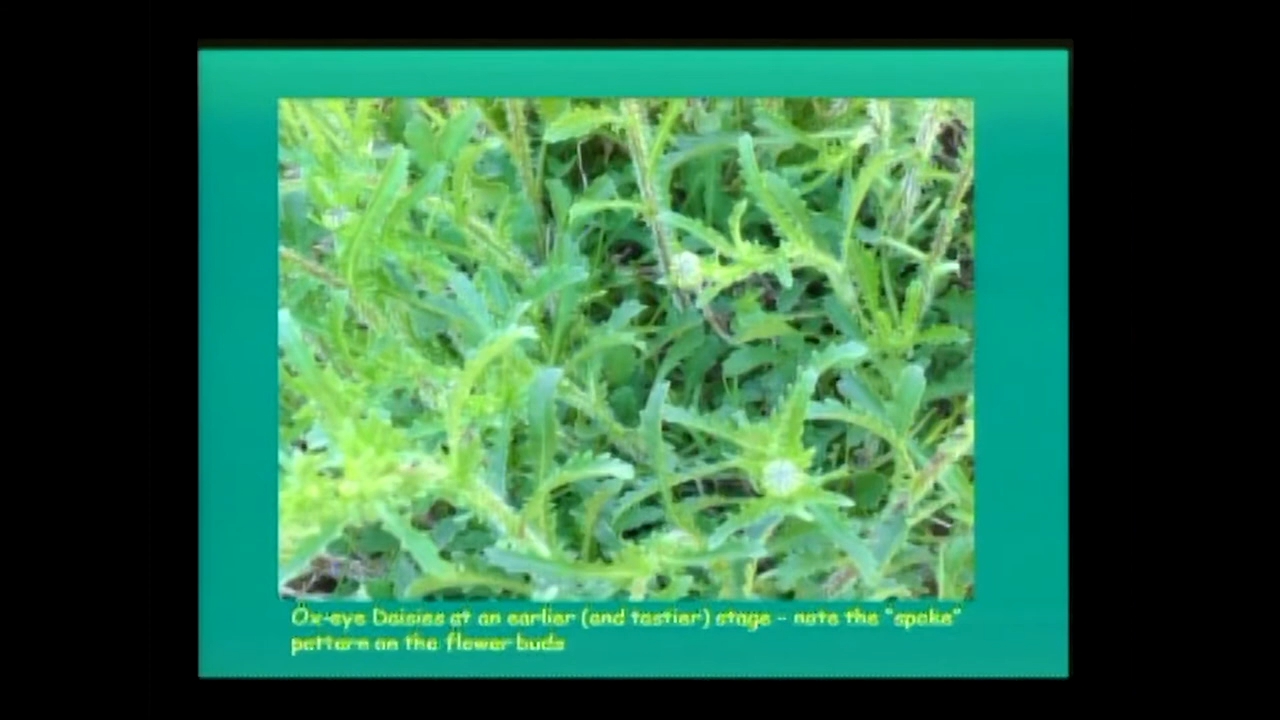 Ox-eye Daisies at an earlier (and tastier) stage - note the "spoke"
pattern on the flower buds